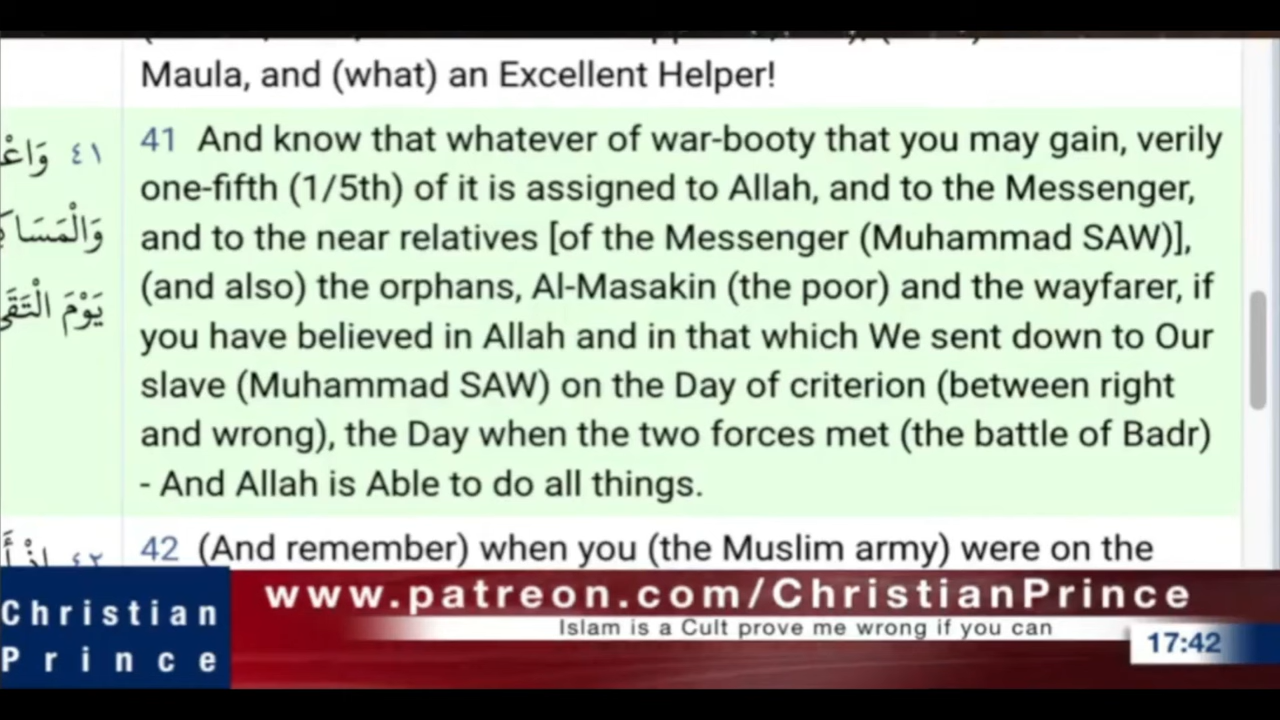 Maula, and (what) an Excellent Helper!
41 And know that whatever of war-booty that you may gain, verily
one-fifth (1/5th) of it is assigned to Allah, and to the Messenger,
and to the near relatives [of the Messenger (Muhammad SAW)],
(and also) the orphans, Al-Masakin (the poor) and the wayfarer, if
you have believed in Allah and in that which We sent down to Our
slave (Muhammad SAW) on the Day of criterion (between right
and wrong), the Day when the two forces met (the battle of Badr)
- And Allah is Able to do all things.
٤١
يَوْمَ
42 (And remember) when you (the Muslim army) were on the
٤٢
Christian
Prince
www.patreon.com/ChristianPrince
Islam is a Cult prove me wrong if you can
17:42